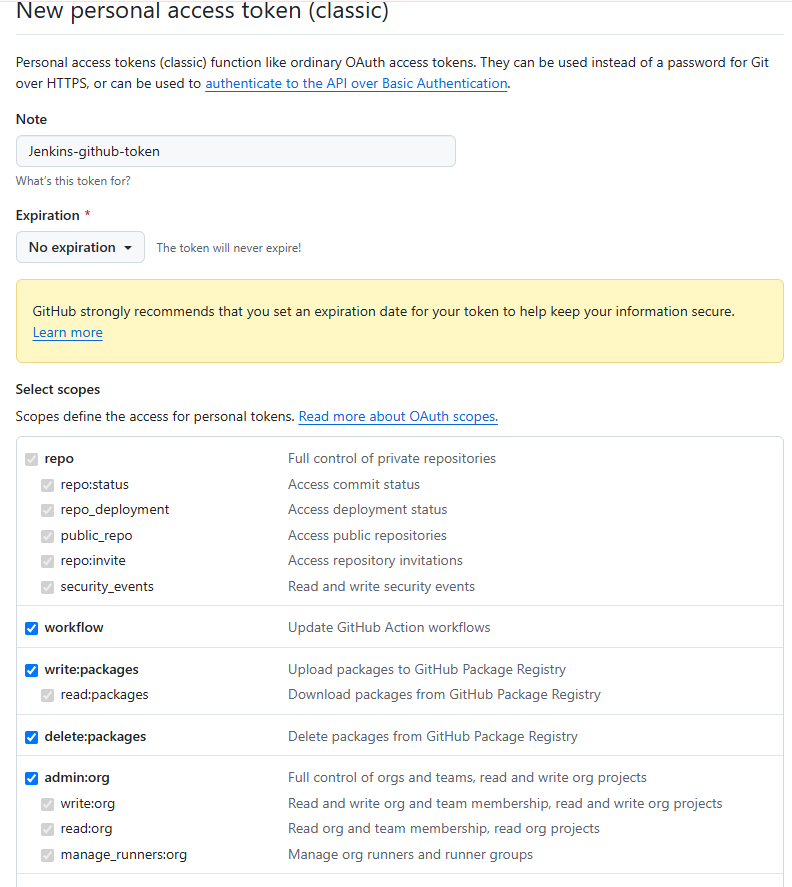 New personal access token (classic)
Personal access tokens (classic) function like ordinary OAuth access tokens. They can be used instead of a password for Git
over HTTPS, or can be used to authenticate to the API over Basic Authentication.
Note
Jenkins-github-token
What's this token for?
Expiration *
No expiration The token will never expire!
GitHub strongly recommends that you set an expiration date for your token to help keep your information secure.
Learn more
Select scopes
Scopes define the access for personal tokens. Read more about OAuth scopes.
repo Full control of private repositories
repo:status Access commit status
repo_deployment Access deployment status
public_repo Access public repositories
repo:invite Access repository invitations
security_events Read and write security events
workflow Update GitHub Action workflows
write:packages Upload packages to GitHub Package Registry
read:packages Download packages from GitHub Package Registry
delete:packages Delete packages from GitHub Package Registry
admin:org Full control of orgs and teams, read and write org projects
write:org Read and write org and team membership, read and write org projects
read:org Read org and team membership, read org projects
manage_runners:org Manage org runners and runner groups